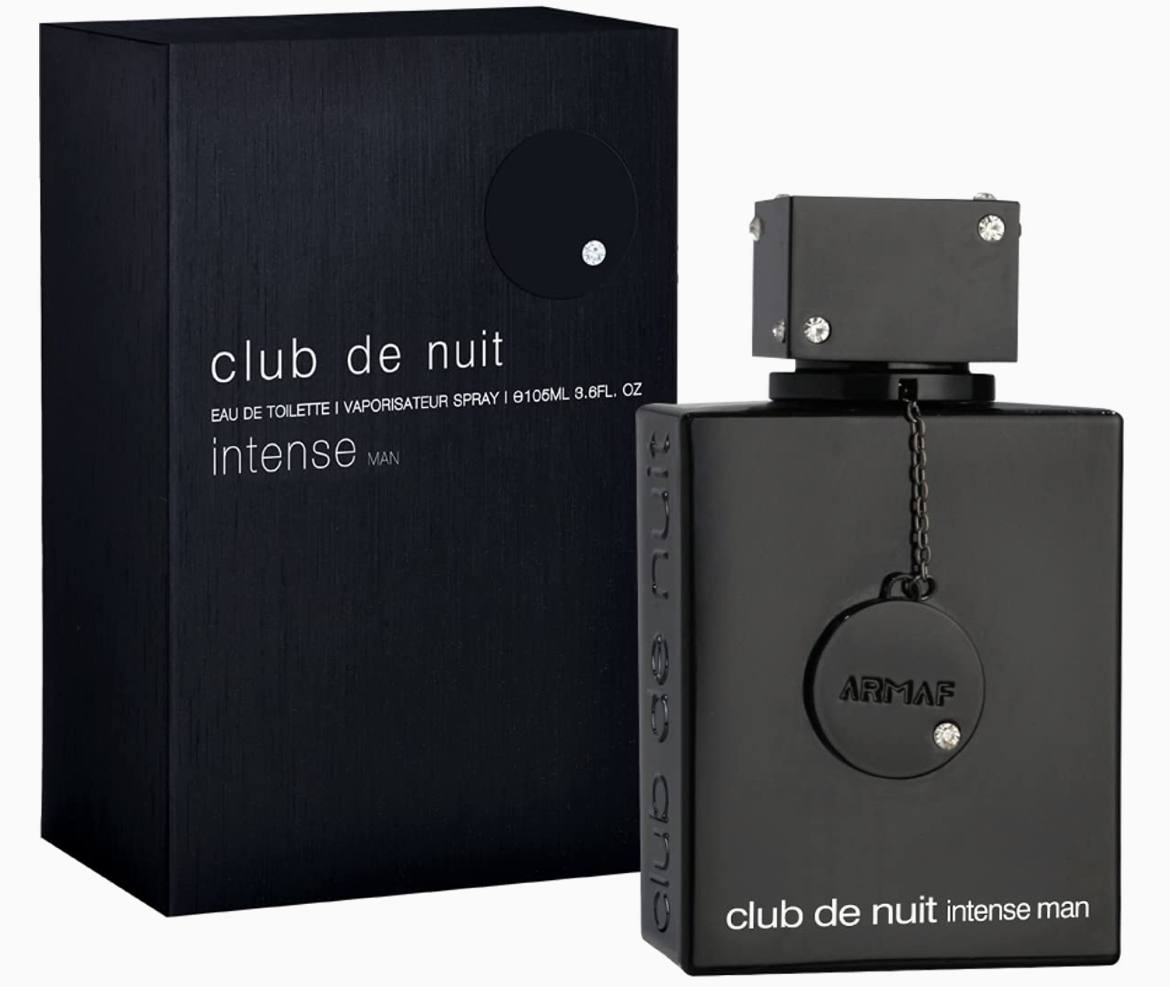 club de nuit
EAU DE TOILETTE | VAPORISATEUR SPRAY | ℮105ML 3.6FL. OZ
intense MAN
club de nuit
ARMAF
club de nuit intense man